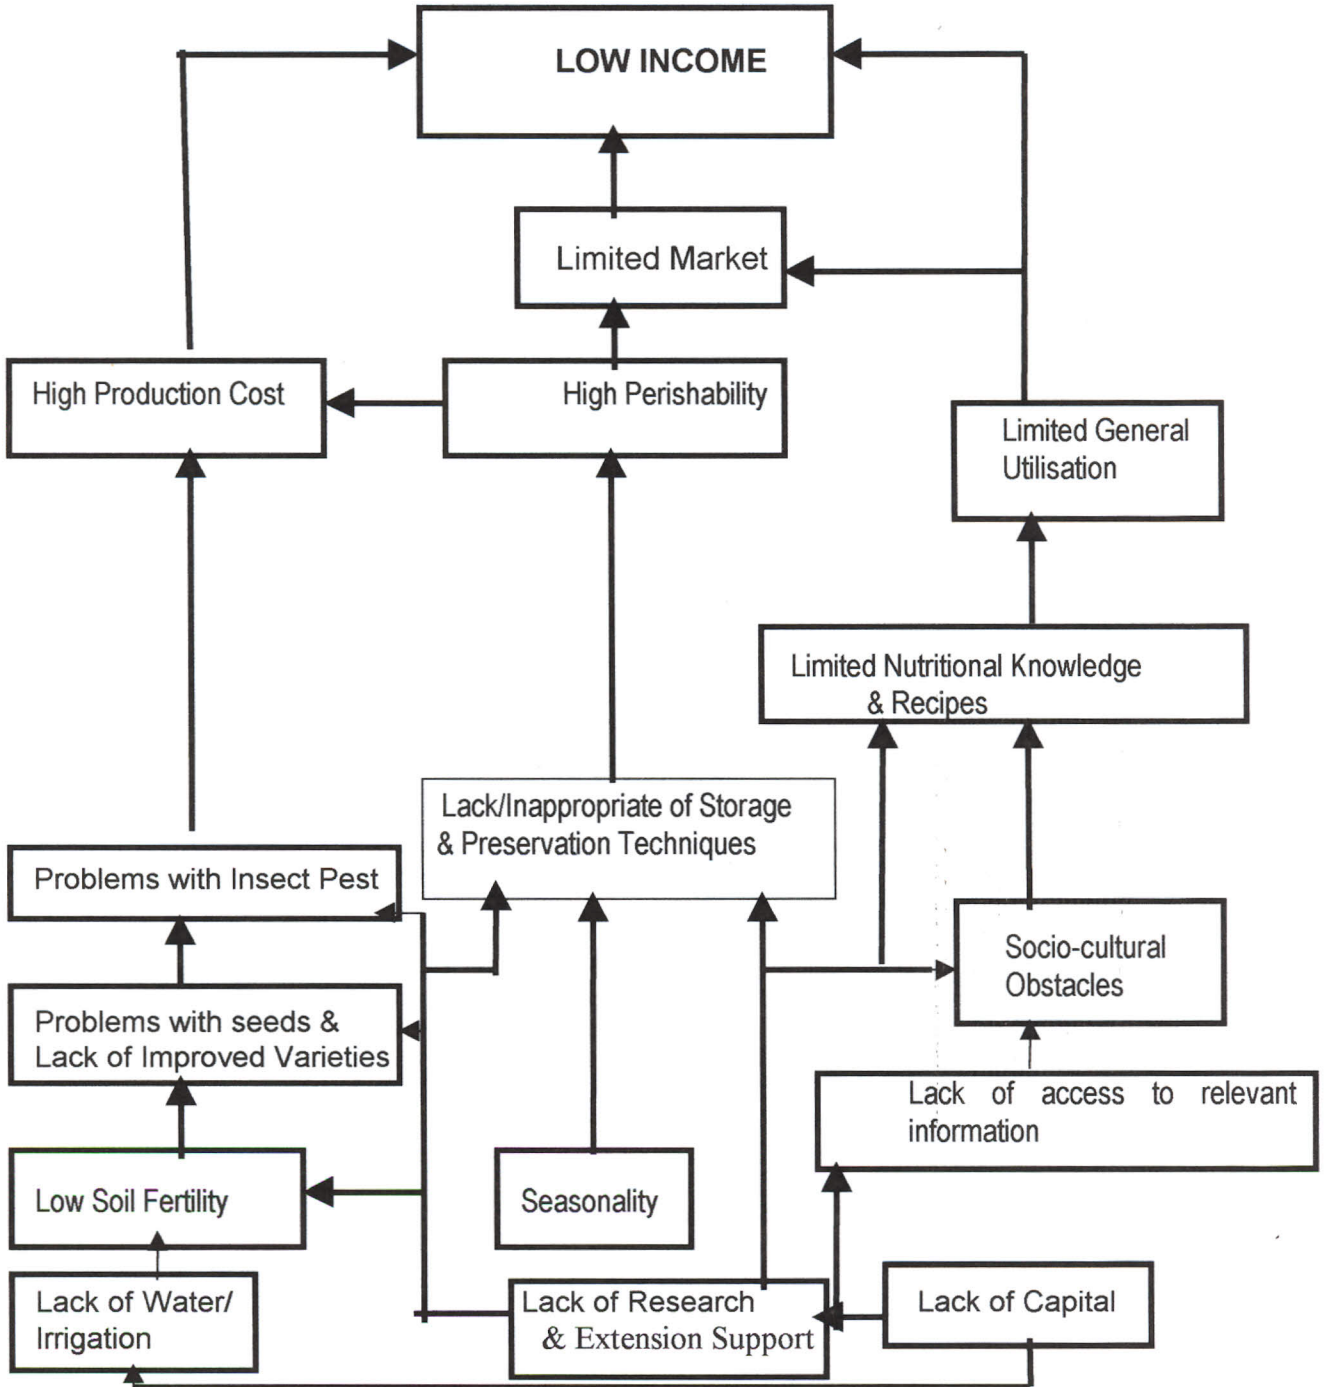 LOW INCOME
Limited Market
High Production Cost
High Perishability
Limited General
Utilisation
Limited Nutritional Knowledge
& Recipes
Lack/Inappropriate of Storage
& Preservation Techniques
Problems with Insect Pest
Socio-cultural
Obstacles
Problems with seeds &
Lack of Improved Varieties
Lack of access to relevant
information
Low Soil Fertility
Seasonality
Lack of Water/
Irrigation
Lack of Research
& Extension Support
Lack of Capital